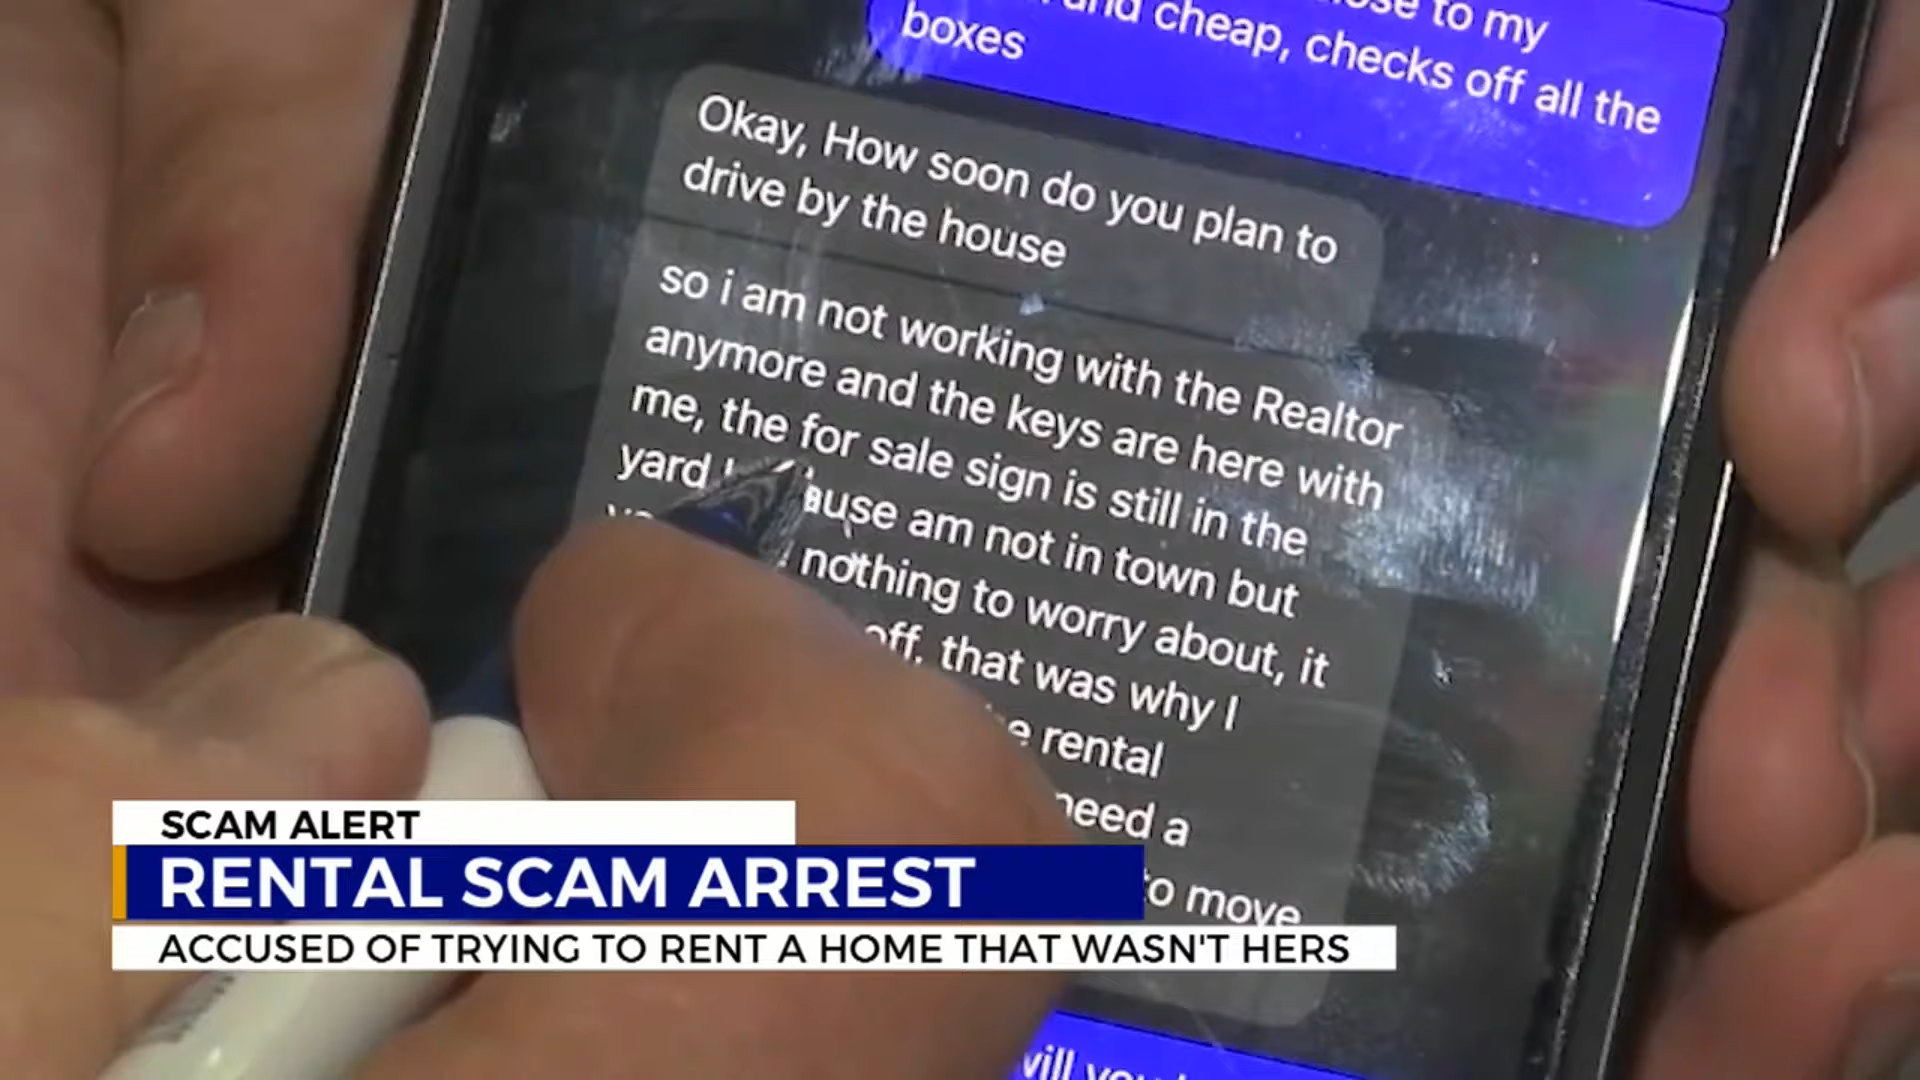 to my
and cheap, checks off all the
boxes
Okay, How soon do you plan to
drive by the house
so i am not working with the Realtor
anymore and the keys are here with
me, the for sale sign is still in the
yard am not in town but
nothing to worry about, it
off, that was why I
rental
need a
to move
SCAM ALERT
RENTAL SCAM ARREST
ACCUSED OF TRYING TO RENT A HOME THAT WASN'T HERS